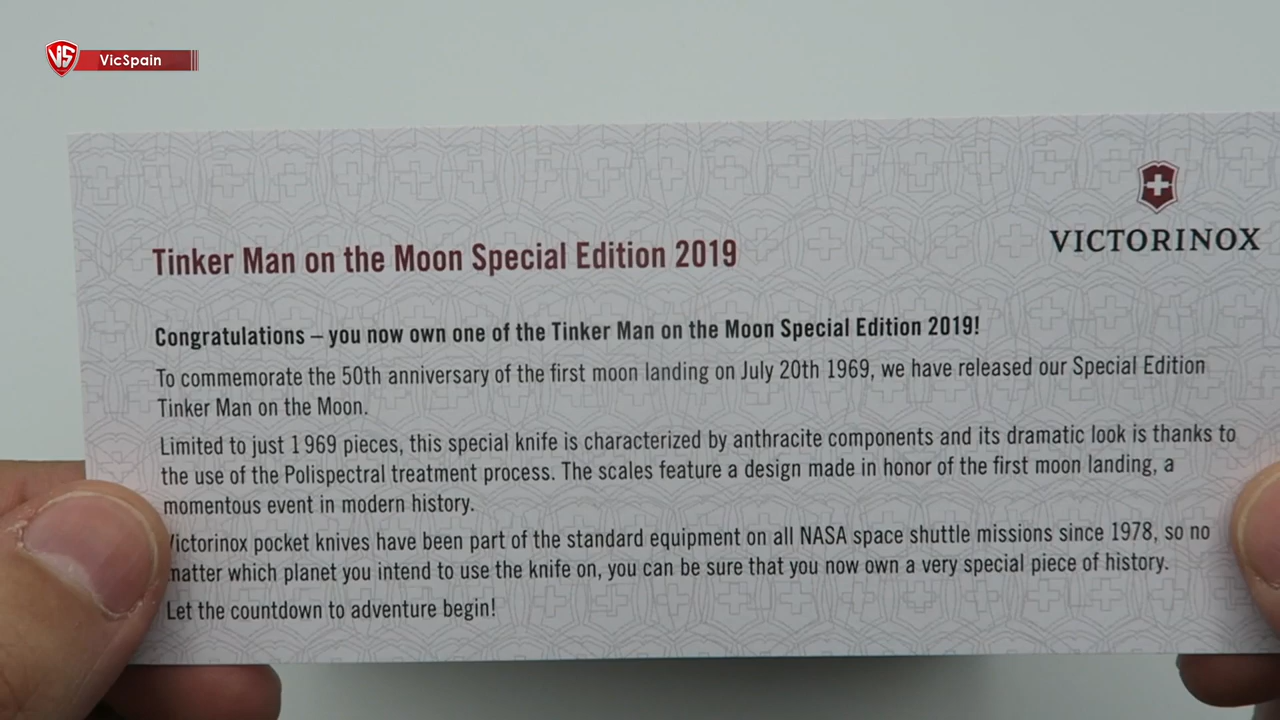 VS VicSpain
VICTORINOX
Tinker Man on the Moon Special Edition 2019
Congratulations – you now own one of the Tinker Man on the Moon Special Edition 2019!
To commemorate the 50th anniversary of the first moon landing on July 20th 1969, we have released our Special Edition
Tinker Man on the Moon.
Limited to just 1 969 pieces, this special knife is characterized by anthracite components and its dramatic look is thanks to
the use of the Polispectral treatment process. The scales feature a design made in honor of the first moon landing, a
momentous event in modern history.
Victorinox pocket knives have been part of the standard equipment on all NASA space shuttle missions since 1978, so no
matter which planet you intend to use the knife on, you can be sure that you now own a very special piece of history.
Let the countdown to adventure begin!